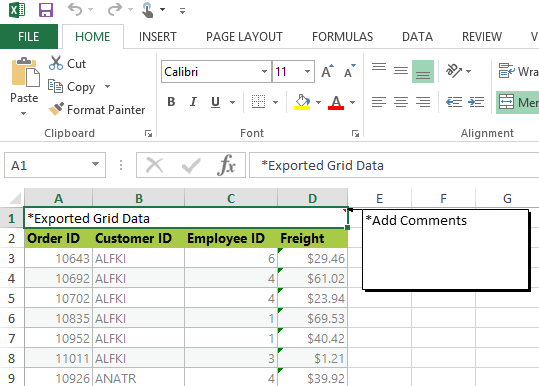 FILE HOME INSERT PAGE LAYOUT FORMULAS DATA REVIEW V
Paste
Cut
Copy
Format Painter
Calibri 11 A A
B I U A
Wra
Mer
Clipboard Font Alignment
A1 fx *Exported Grid Data
A B C D E F G
1 *Exported Grid Data
*Add Comments
2 Order ID Customer ID Employee ID Freight
3 10643 ALFKI 6 $29.46
4 10692 ALFKI 4 $61.02
5 10702 ALFKI 4 $23.94
6 10835 ALFKI 1 $69.53
7 10952 ALFKI 1 $40.42
8 11011 ALFKI 3 $1.21
9 10926 ANATR 4 $39.92